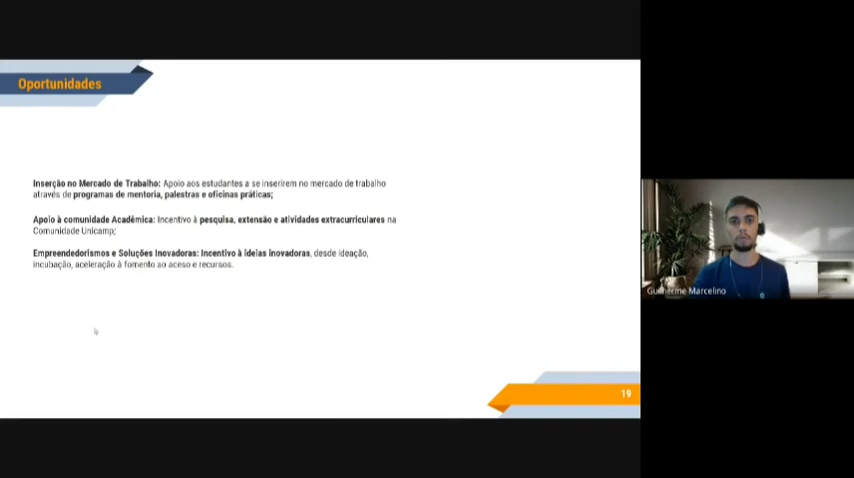 Oportunidades
Inserção no Mercado de Trabalho: Apoio aos estudantes a se inserirem no mercado de trabalho
através de programas de mentoria, palestras e oficinas práticas;
Apoio à comunidade Acadêmica: Incentivo à pesquisa, extensão e atividades extracurriculares na
Comunidade Unicamp;
Empreendedorismos e Soluções Inovadoras: Incentivo à ideias inovadoras, desde ideação,
incubação, aceleração à fomento ao aceso e recursos.
19
Guilherme Marcelino